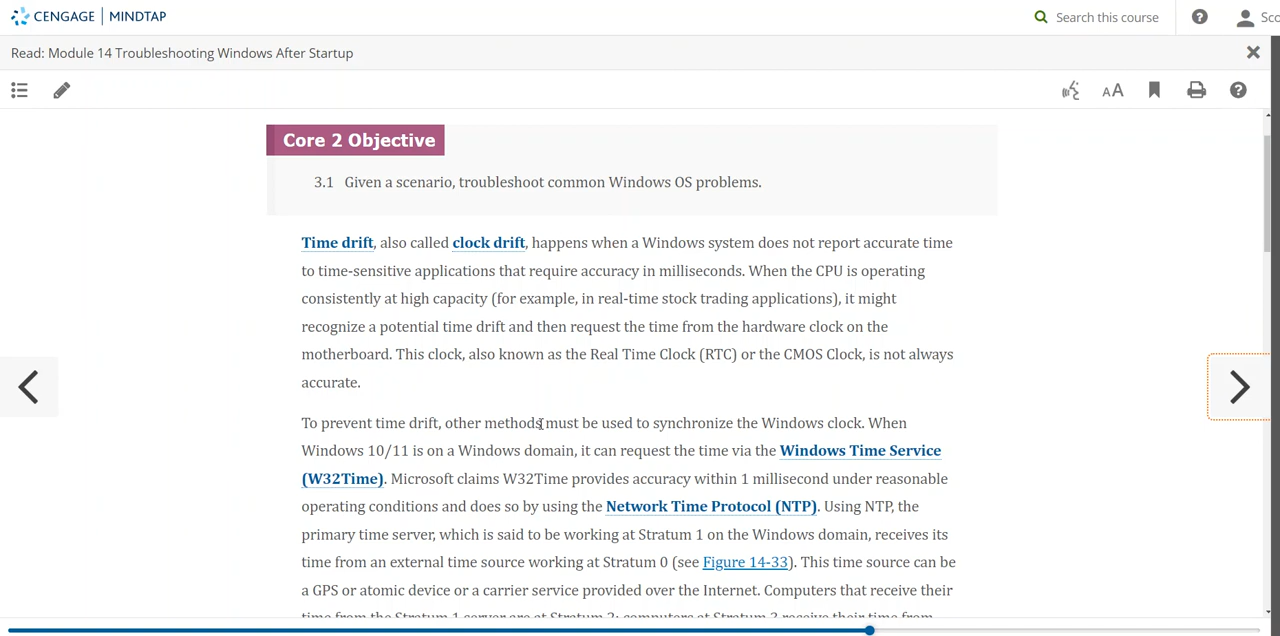 CENGAGE | MINDTAP
Search this course
Sco
Read: Module 14 Troubleshooting Windows After Startup
AA
Core 2 Objective
3.1 Given a scenario, troubleshoot common Windows OS problems.
Time drift, also called clock drift, happens when a Windows system does not report accurate time
to time-sensitive applications that require accuracy in milliseconds. When the CPU is operating
consistently at high capacity (for example, in real-time stock trading applications), it might
recognize a potential time drift and then request the time from the hardware clock on the
motherboard. This clock, also known as the Real Time Clock (RTC) or the CMOS Clock, is not always
accurate.
To prevent time drift, other methods must be used to synchronize the Windows clock. When
Windows 10/11 is on a Windows domain, it can request the time via the Windows Time Service
(W32Time). Microsoft claims W32Time provides accuracy within 1 millisecond under reasonable
operating conditions and does so by using the Network Time Protocol (NTP). Using NTP, the
primary time server, which is said to be working at Stratum 1 on the Windows domain, receives its
time from an external time source working at Stratum 0 (see Figure 14-33). This time source can be
a GPS or atomic device or a carrier service provided over the Internet. Computers that receive their
time from the Stratum 1 server are at Stratum 2; computers at Stratum 3 receive their time from